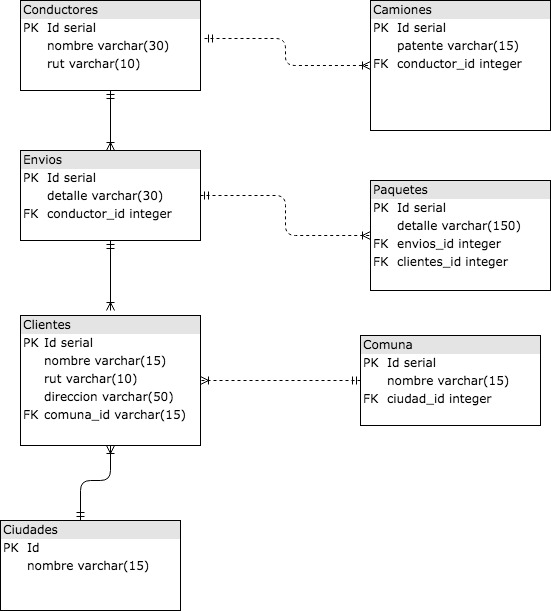 Conductores
PK Id serial
nombre varchar(30)
rut varchar(10)
Camiones
PK Id serial
patente varchar(15)
FK conductor_id integer
Envios
PK Id serial
detalle varchar(30)
FK conductor_id integer
Paquetes
PK Id serial
detalle varchar(150)
FK envios_id integer
FK clientes_id integer
Clientes
PK Id serial
nombre varchar(15)
rut varchar(10)
direccion varchar(50)
FK comuna_id varchar(15)
Comuna
PK Id serial
nombre varchar(15)
FK ciudad_id integer
Ciudades
PK Id
nombre varchar(15)